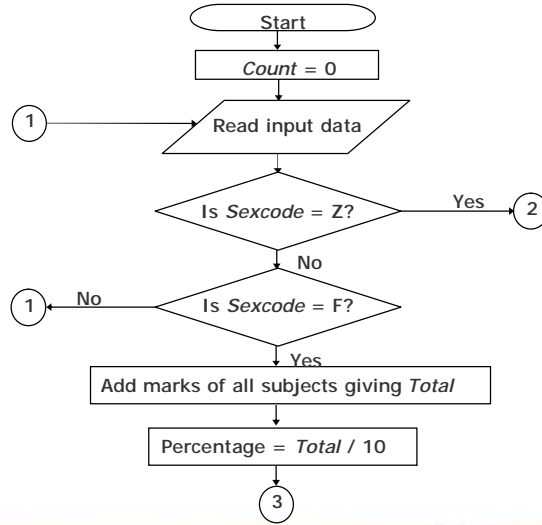 Start
Count = 0
1
Read input data
Is Sexcode = Z?
Yes
2
No
1
No
Is Sexcode = F?
Yes
Add marks of all subjects giving Total
Percentage = Total / 10
3